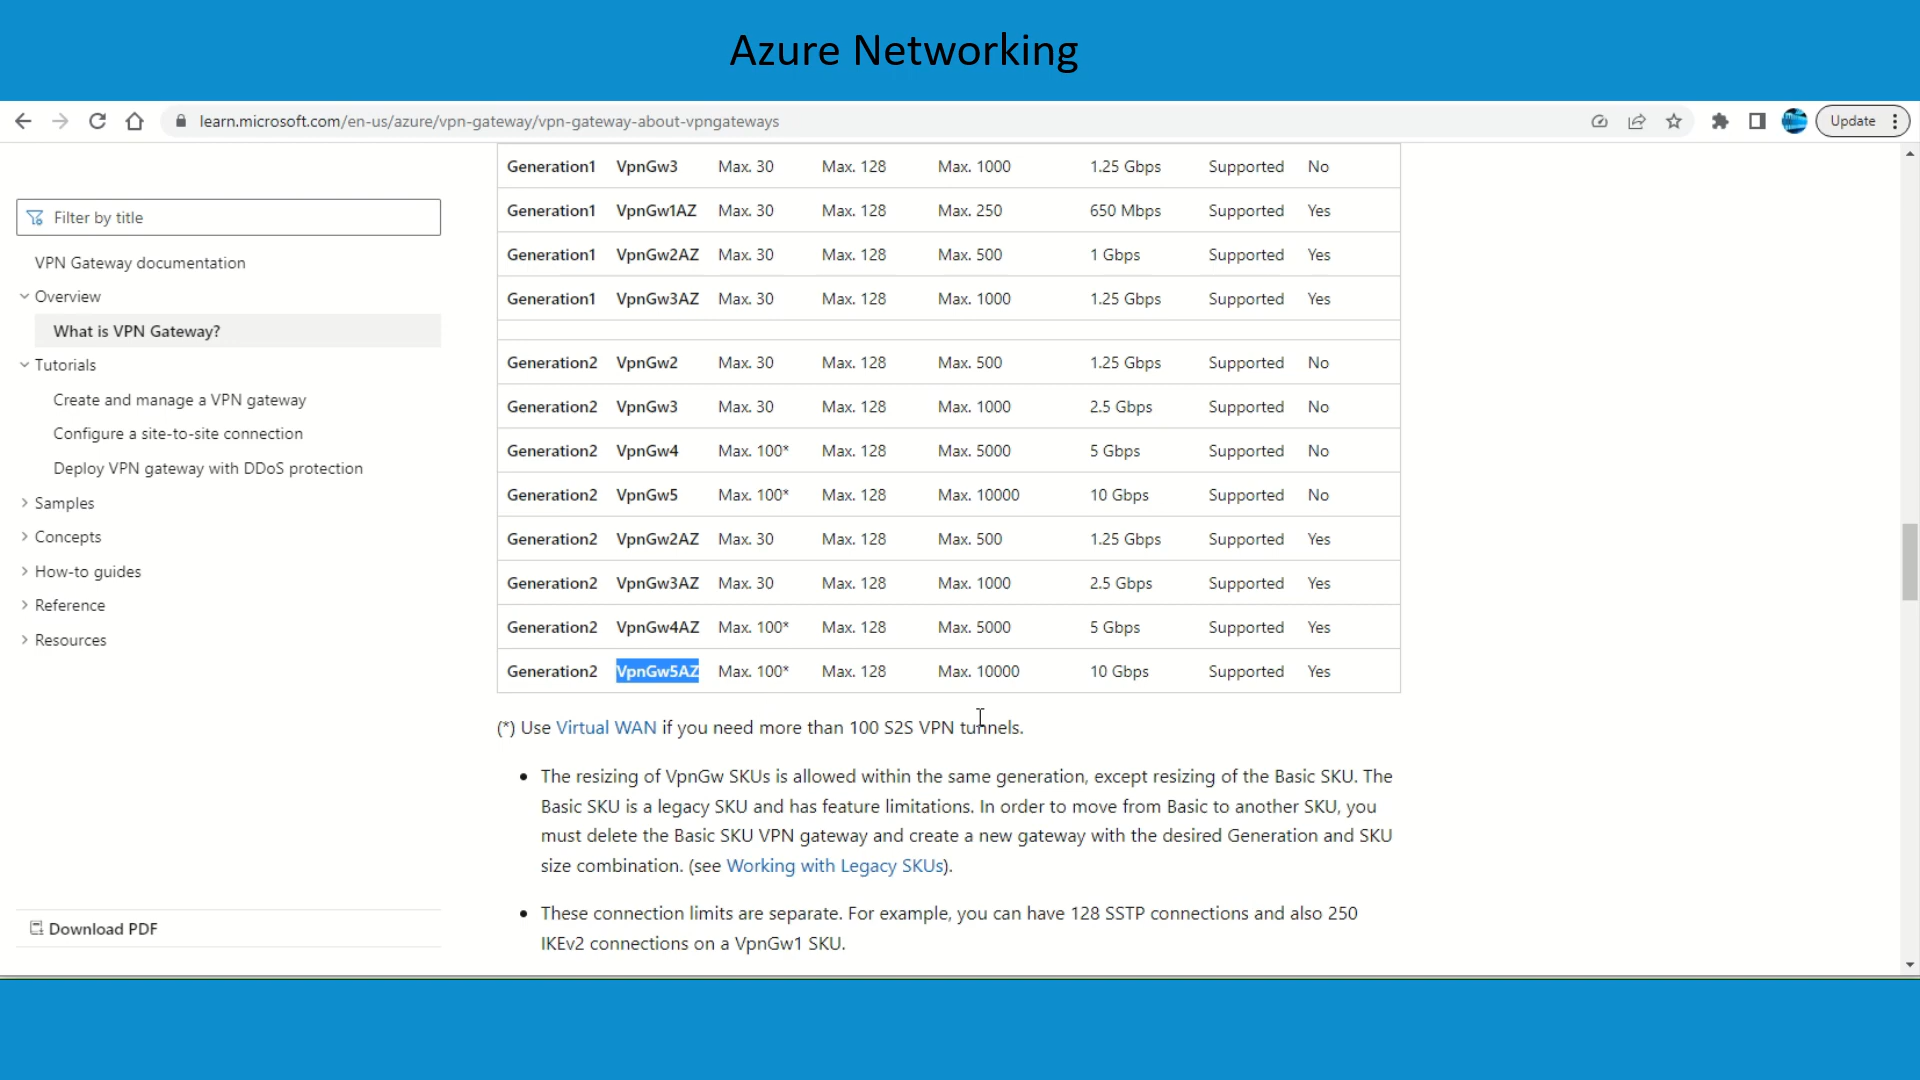 Azure Networking
learn.microsoft.com/en-us/azure/vpn-gateway/vpn-gateway-about-vpngateways
Update
Filter by title
VPN Gateway documentation
Overview
What is VPN Gateway?
Tutorials
Create and manage a VPN gateway
Configure a site-to-site connection
Deploy VPN gateway with DDoS protection
Samples
Concepts
How-to guides
Reference
Resources
Download PDF
Generation1 VpnGw3 Max. 30 Max. 128 Max. 1000 1.25 Gbps Supported No
Generation1 VpnGw1AZ Max. 30 Max. 128 Max. 250 650 Mbps Supported Yes
Generation1 VpnGw2AZ Max. 30 Max. 128 Max. 500 1 Gbps Supported Yes
Generation1 VpnGw3AZ Max. 30 Max. 128 Max. 1000 1.25 Gbps Supported Yes
Generation2 VpnGw2 Max. 30 Max. 128 Max. 500 1.25 Gbps Supported No
Generation2 VpnGw3 Max. 30 Max. 128 Max. 1000 2.5 Gbps Supported No
Generation2 VpnGw4 Max. 100* Max. 128 Max. 5000 5 Gbps Supported No
Generation2 VpnGw5 Max. 100* Max. 128 Max. 10000 10 Gbps Supported No
Generation2 VpnGw2AZ Max. 30 Max. 128 Max. 500 1.25 Gbps Supported Yes
Generation2 VpnGw3AZ Max. 30 Max. 128 Max. 1000 2.5 Gbps Supported Yes
Generation2 VpnGw4AZ Max. 100* Max. 128 Max. 5000 5 Gbps Supported Yes
Generation2 VpnGw5AZ Max. 100* Max. 128 Max. 10000 10 Gbps Supported Yes
(*) Use Virtual WAN if you need more than 100 S2S VPN tunnels.
• The resizing of VpnGw SKUs is allowed within the same generation, except resizing of the Basic SKU. The
Basic SKU is a legacy SKU and has feature limitations. In order to move from Basic to another SKU, you
must delete the Basic SKU VPN gateway and create a new gateway with the desired Generation and SKU
size combination. (see Working with Legacy SKUs).
• These connection limits are separate. For example, you can have 128 SSTP connections and also 250
IKEv2 connections on a VpnGw1 SKU.